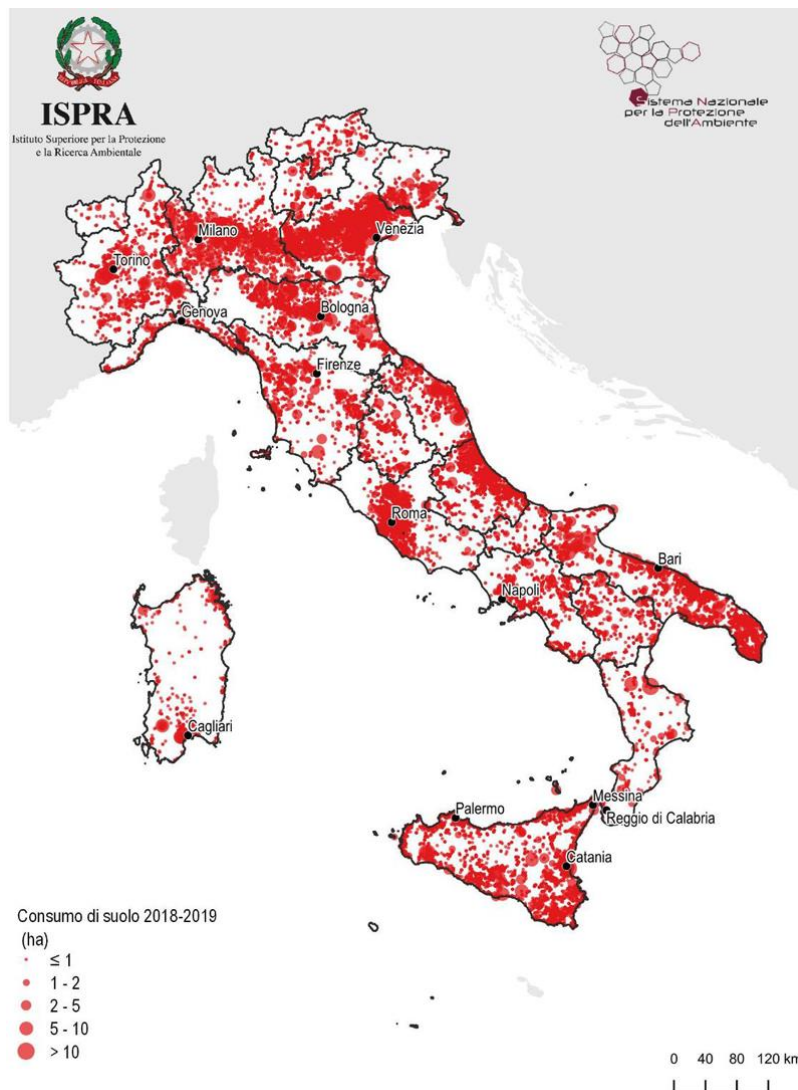 ISPRA
Istituto Superiore per la Protezione
e la Ricerca Ambientale
Sistema Nazionale
per la Protezione
dell'Ambiente
Milano
Venezia
Torino
Genova
Bologna
Firenze
Roma
Bari
Napoli
Cagliari
Messina
Palermo
Reggio di Calabria
Catania
Consumo di suolo 2018-2019
(ha)
≤ 1
1 - 2
2 - 5
5 - 10
> 10
0 40 80 120 km